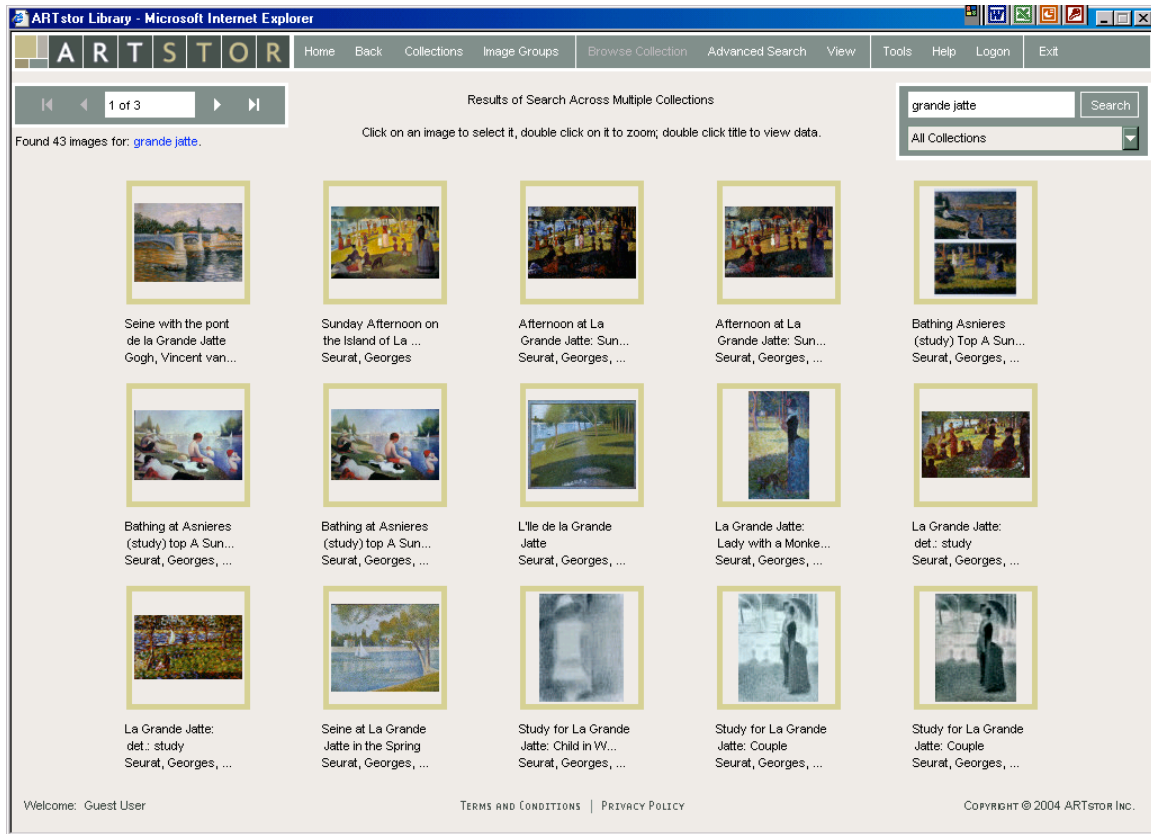 ARTstor Library - Microsoft Internet Explorer
ARTSTOR Home Back Collections Image Groups Browse Collection Advanced Search View Tools Help Logon Exit
1 of 3
Results of Search Across Multiple Collections
grande jatte Search
Click on an image to select it, double click on it to zoom; double click title to view data.
All Collections
Found 43 images for: grande jatte.
Seine with the pont
de la Grande Jatte
Gogh, Vincent van...
Sunday Afternoon on
the Island of La ...
Seurat, Georges
Afternoon at La
Grande Jatte: Sun...
Seurat, Georges, ...
Afternoon at La
Grande Jatte: Sun...
Seurat, Georges, ...
Bathing Asnieres
(study) Top A Sun...
Seurat, Georges, ...
Bathing at Asnieres
(study) top A Sun...
Seurat, Georges, ...
Bathing at Asnieres
(study) top A Sun...
Seurat, Georges, ...
L'Ile de la Grande
Jatte
Seurat, Georges, ...
La Grande Jatte:
Lady with a Monke...
Seurat, Georges, ...
La Grande Jatte:
det.: study
Seurat, Georges, ...
La Grande Jatte:
det.: study
Seurat, Georges, ...
Seine at La Grande
Jatte in the Spring
Seurat, Georges, ...
Study for La Grande
Jatte: Child in W...
Seurat, Georges, ...
Study for La Grande
Jatte: Couple
Seurat, Georges, ...
Study for La Grande
Jatte: Couple
Seurat, Georges, ...
Welcome: Guest User
TERMS AND CONDITIONS | PRIVACY POLICY
COPYRIGHT © 2004 ARTSTOR INC.